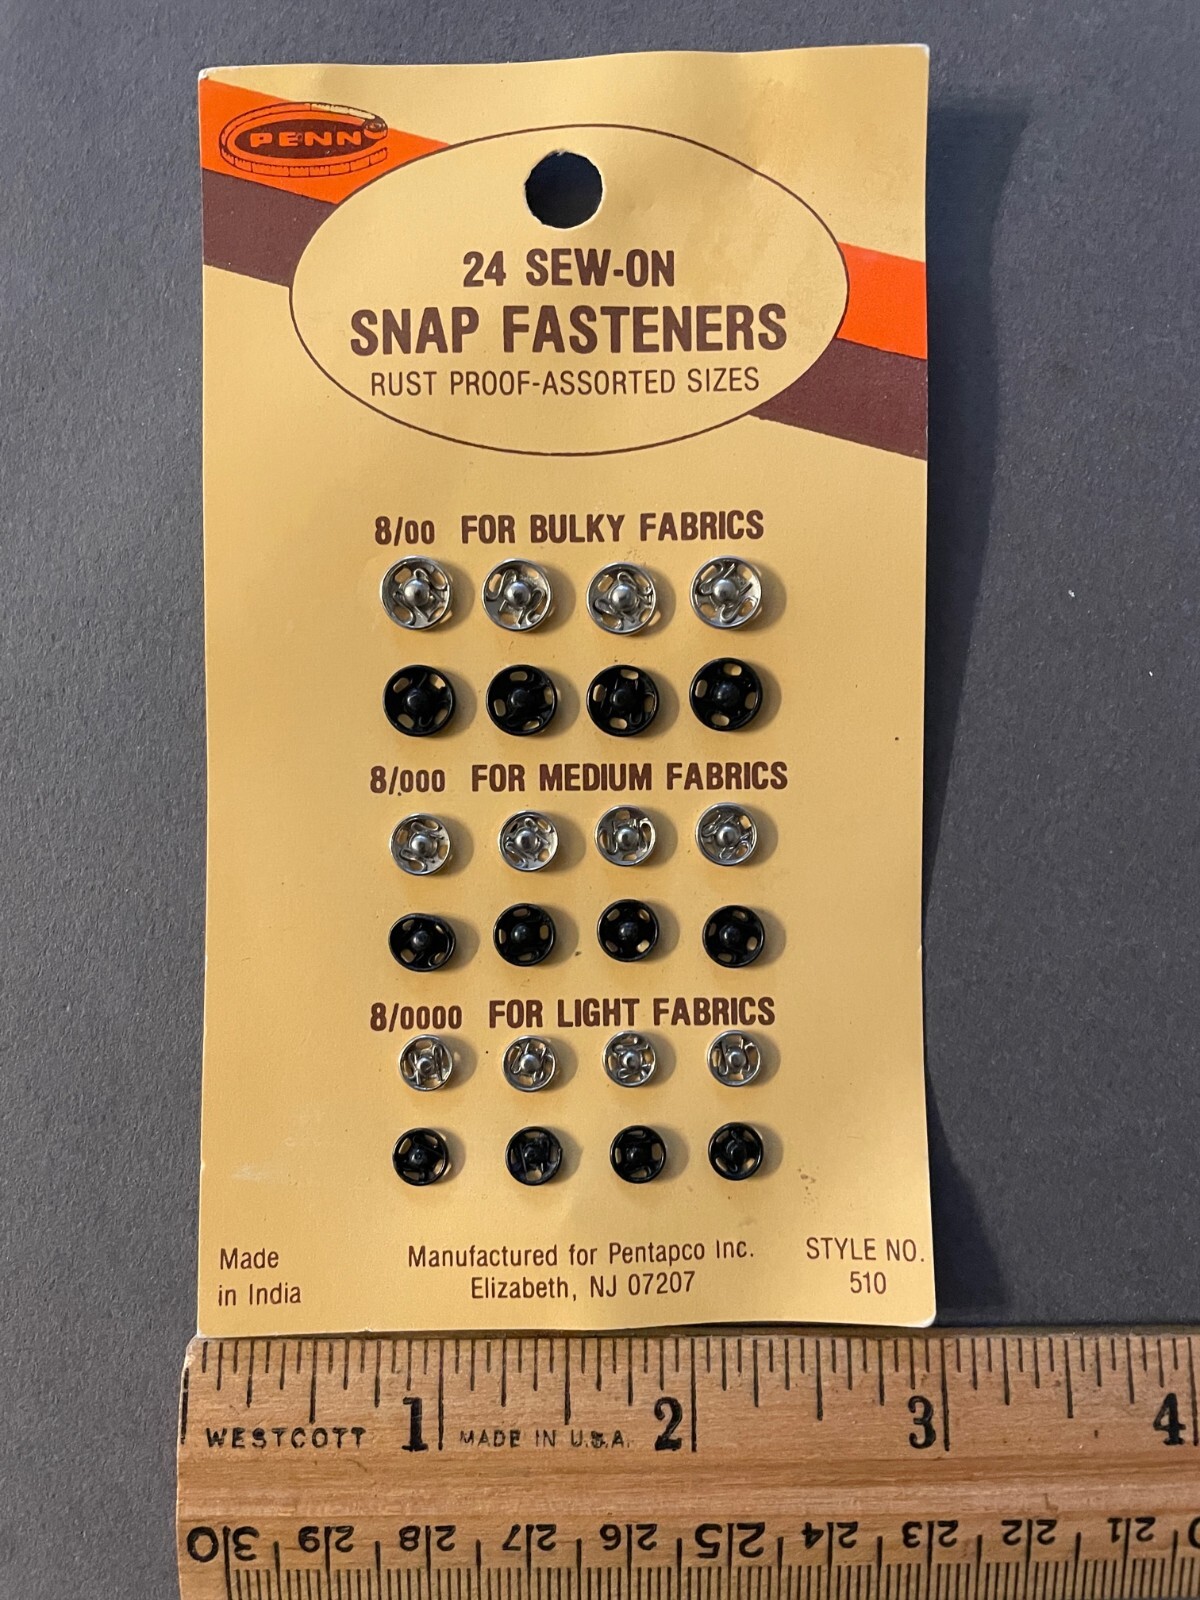 PENN
24 SEW-ON
SNAP FASTENERS
RUST PROOF-ASSORTED SIZES
8/00 FOR BULKY FABRICS
8/000 FOR MEDIUM FABRICS
8/0000 FOR LIGHT FABRICS
Made
in India
Manufactured for Pentapco Inc.
Elizabeth, NJ 07207
STYLE NO.
510
1 2 3 4
WESTCOTT MADE IN U.S.A.
30 29 28 27 26 25 24 23 22 21